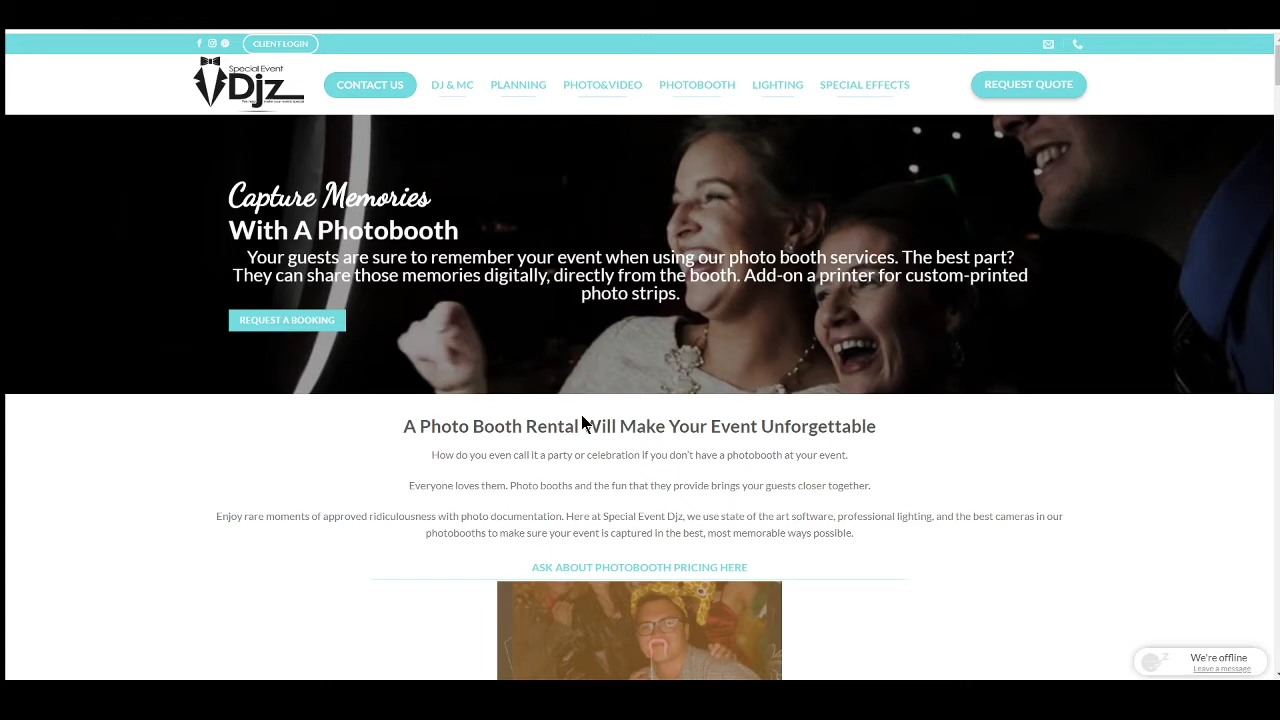 CLIENT LOGIN
Special Event
Djz
CONTACT US
DJ & MC
PLANNING
PHOTO&VIDEO
PHOTOBOOTH
LIGHTING
SPECIAL EFFECTS
REQUEST QUOTE
Capture Memories
With A Photobooth
Your guests are sure to remember your event when using our photo booth services. The best part?
They can share those memories digitally, directly from the booth. Add-on a printer for custom-printed
photo strips.
REQUEST A BOOKING
A Photo Booth Rental Will Make Your Event Unforgettable
How do you even call it a party or celebration if you don't have a photobooth at your event.
Everyone loves them. Photo booths and the fun that they provide brings your guests closer together.
Enjoy rare moments of approved ridiculousness with photo documentation. Here at Special Event Djz, we use state of the art software, professional lighting, and the best cameras in our
photobooths to make sure your event is captured in the best, most memorable ways possible.
ASK ABOUT PHOTOBOOTH PRICING HERE
We're offline
Leave a message